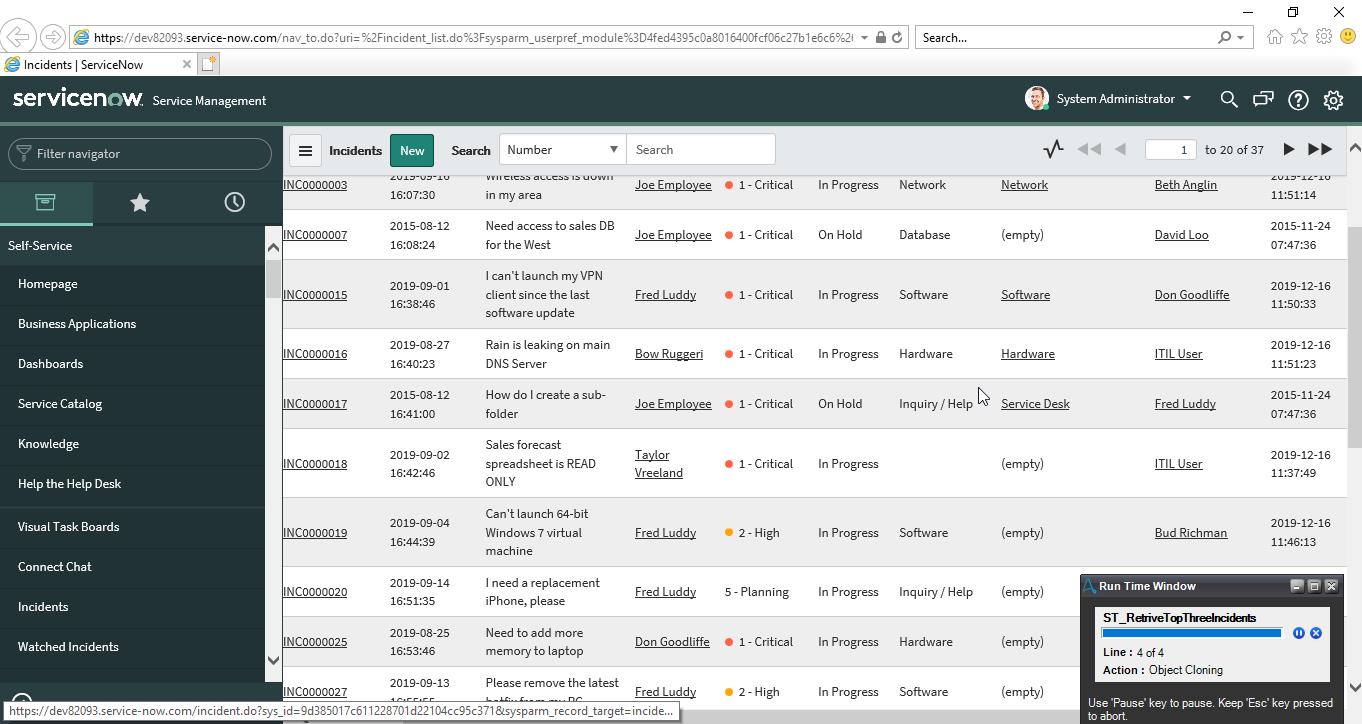 https://dev82093.service-now.com/nav_to.do?uri=%2Fincident_list.do%3Fsysparm_userpref_module%3D4fed4395c0a8016400fcf06c27b1e6c6%2
Search...
Incidents | ServiceNow
servicenow. Service Management
System Administrator
Filter navigator
Incidents
New
Search
Number
Search
1
to 20 of 37
Self-Service
Homepage
Business Applications
Dashboards
Service Catalog
Knowledge
Help the Help Desk
Visual Task Boards
Connect Chat
Incidents
Watched Incidents
INC0000003 2019-09-16 Wireless access is down Joe Employee 1 - Critical In Progress Network Network Beth Anglin 2019-12-16
16:07:30 in my area 11:51:14
INC0000007 2015-08-12 Need access to sales DB Joe Employee 1 - Critical On Hold Database (empty) David Loo 2015-11-24
16:08:24 for the West 07:47:36
I can't launch my VPN
INC0000015 2019-09-01 client since the last Fred Luddy 1 - Critical In Progress Software Software Don Goodliffe 2019-12-16
16:38:46 software update 11:50:33
INC0000016 2019-08-27 Rain is leaking on main Bow Ruggeri 1 - Critical In Progress Hardware Hardware ITIL User 2019-12-16
16:40:23 DNS Server 11:51:23
INC0000017 2015-08-12 How do I create a sub- Joe Employee 1 - Critical On Hold Inquiry / Help Service Desk Fred Luddy 2015-11-24
16:41:00 folder 07:47:36
Sales forecast
INC0000018 2019-09-02 spreadsheet is READ Taylor Vreeland 1 - Critical In Progress (empty) ITIL User 2019-12-16
16:42:46 ONLY 11:37:49
Can't launch 64-bit
INC0000019 2019-09-04 Windows 7 virtual Fred Luddy 2 - High In Progress Software (empty) Bud Richman 2019-12-16
16:44:39 machine 11:46:13
INC0000020 2019-09-14 I need a replacement Fred Luddy 5 - Planning In Progress Inquiry / Help (empty)
16:51:35 iPhone, please
INC0000025 2019-08-25 Need to add more Don Goodliffe 1 - Critical In Progress Hardware (empty)
16:53:46 memory to laptop
INC0000027 2019-09-13 Please remove the latest Fred Luddy 2 - High In Progress Software (empty)
Run Time Window
ST_RetriveTopThreeIncidents
Line : 4 of 4
Action : Object Cloning
Use 'Pause' key to pause. Keep 'Esc' key pressed
to abort.
https://dev82093.service-now.com/incident.do?sys_id=9d385017c611228701d22104cc95c371&sysparm_record_target=incide...